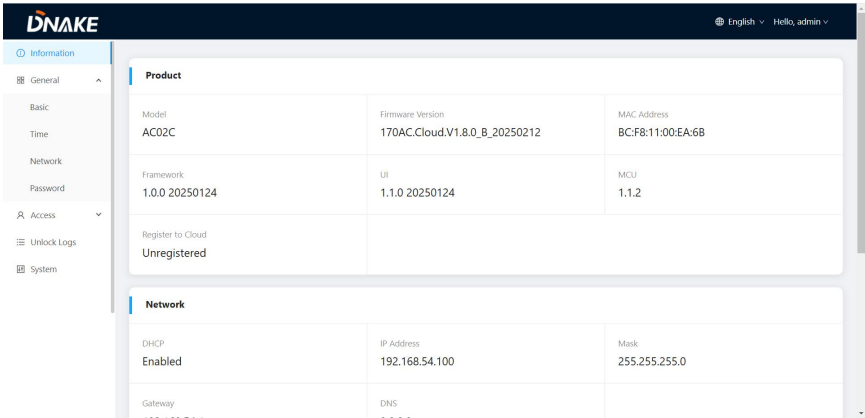 DNAKE
English
Hello, admin
Information
General
Basic
Time
Network
Password
Access
Unlock Logs
System
Product
Model
Firmware Version
MAC Address
AC02C
170AC.Cloud.V1.8.0_B_20250212
BC:F8:11:00:EA:6B
Framework
UI
MCU
1.0.0 20250124
1.1.0 20250124
1.1.2
Register to Cloud
Unregistered
Network
DHCP
IP Address
Mask
Enabled
192.168.54.100
255.255.255.0
Gateway
DNS